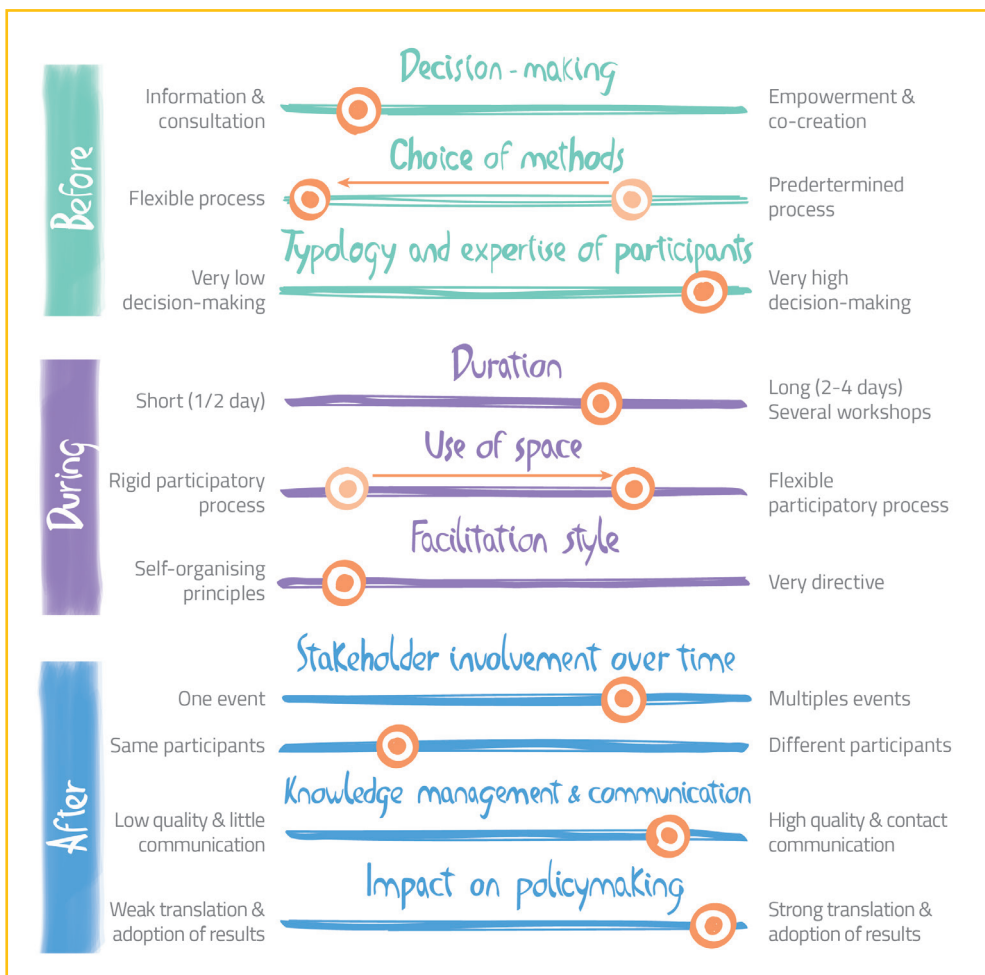 Before
Decision-making
Information &
consultation
Empowerment &
co-creation
Choice of methods
Flexible process
Predertermined
process
Typology and expertise of participants
Very low
decision-making
Very high
decision-making
During
Duration
Short (1/2 day)
Long (2-4 days)
Several workshops
Use of space
Rigid participatory
process
Flexible
participatory process
Facilitation style
Self-organising
principles
Very directive
After
Stakeholder involvement over time
One event
Multiples events
Same participants
Different participants
Knowledge management & communication
Low quality & little
communication
High quality & contact
communication
Impact on policymaking
Weak translation &
adoption of results
Strong translation &
adoption of results